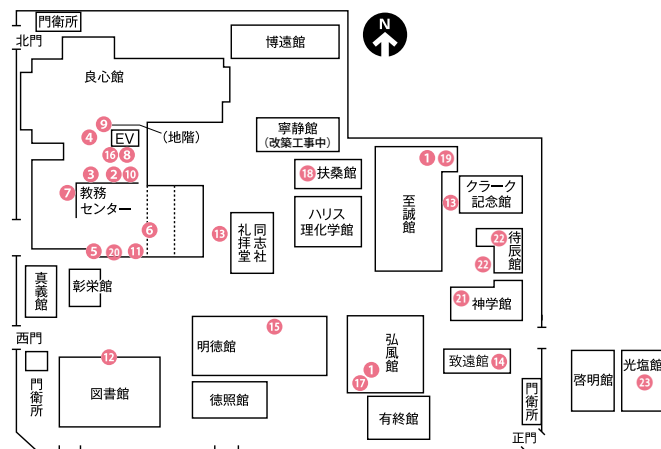 門衛所
北門
N
博遠館
良心館
9
(地階)
4
EV
16
8
寧静館
(改築工事中)
1
19
3
2
10
18
扶桑館
クラーク
記念館
7
教務
センター
至誠館
13
ハリス
理化学館
6
13
同志社
礼拝堂
22
待辰館
5
20
11
22
真義館
彰栄館
21
神学館
西門
15
明徳館
弘風館
12
1
致遠館
14
光塩館
門衛所
図書館
17
啓明館
23
徳照館
門衛所
有終館
正門